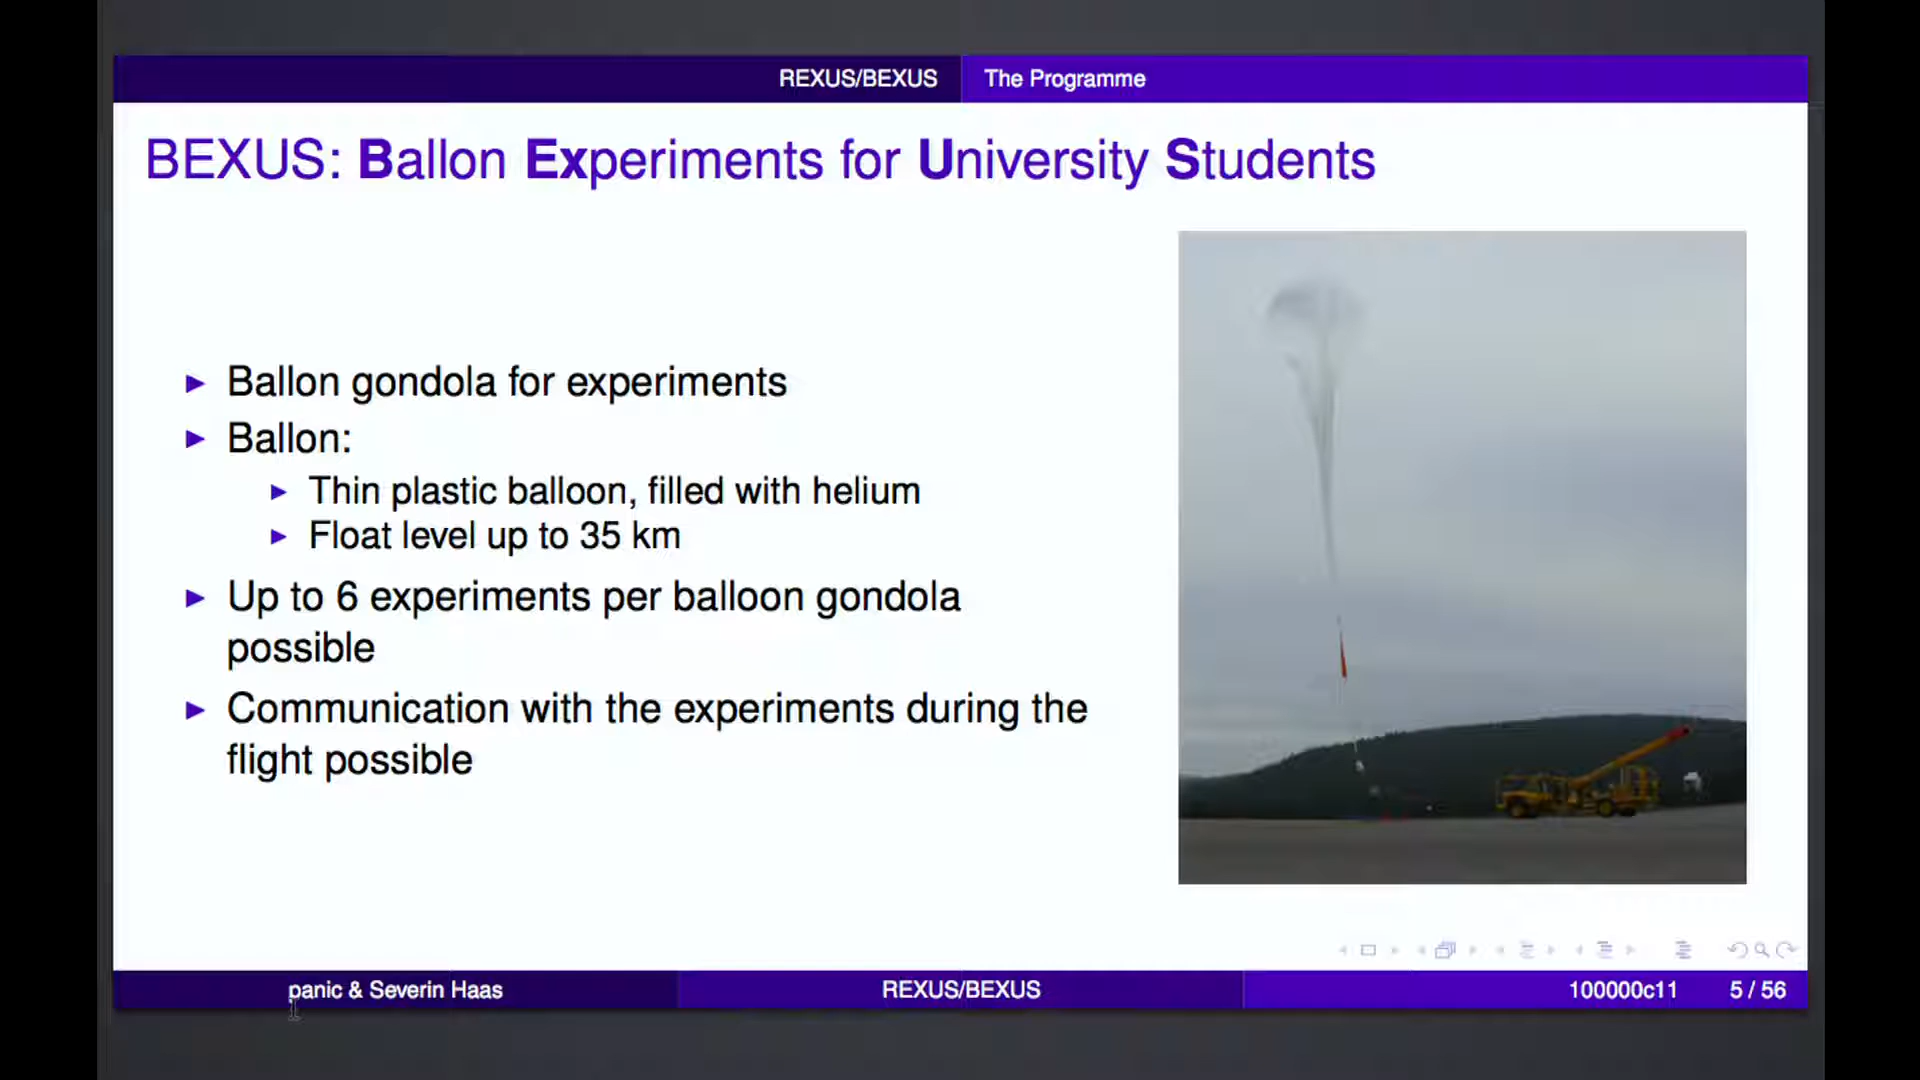 REXUS/BEXUS The Programme
BEXUS: Ballon Experiments for University Students
Ballon gondola for experiments
Ballon:
Thin plastic balloon, filled with helium
Float level up to 35 km
Up to 6 experiments per balloon gondola
possible
Communication with the experiments during the
flight possible
panic & Severin Haas REXUS/BEXUS 100000c11 5 / 56